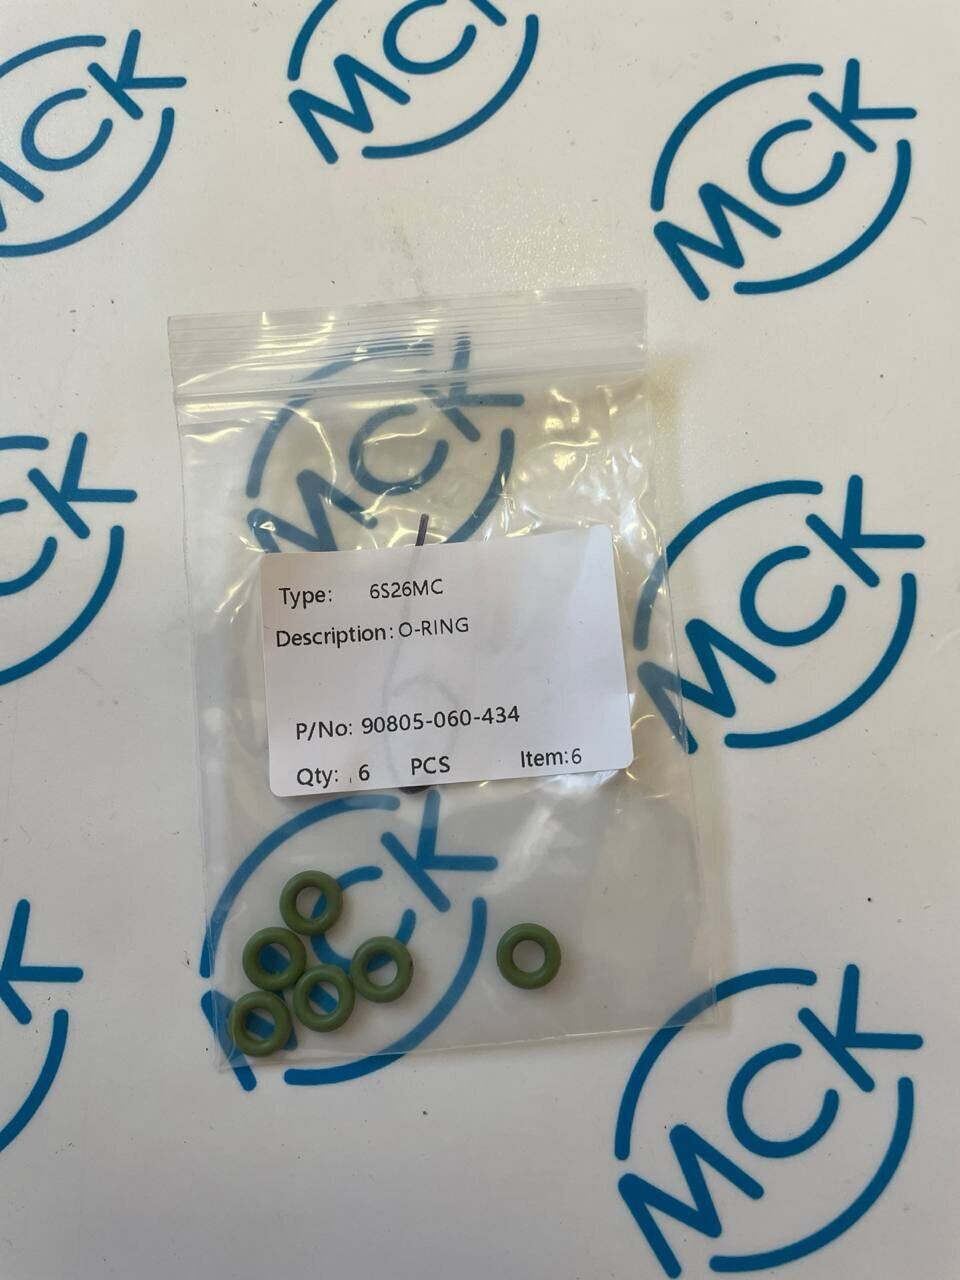 MCK
MCK
MCK
MCK
MCK
MCK
Type: 6S26MC
Description: O-RING
P/No: 90805-060-434
Qty: 6 PCS Item:6
MCK
MCK